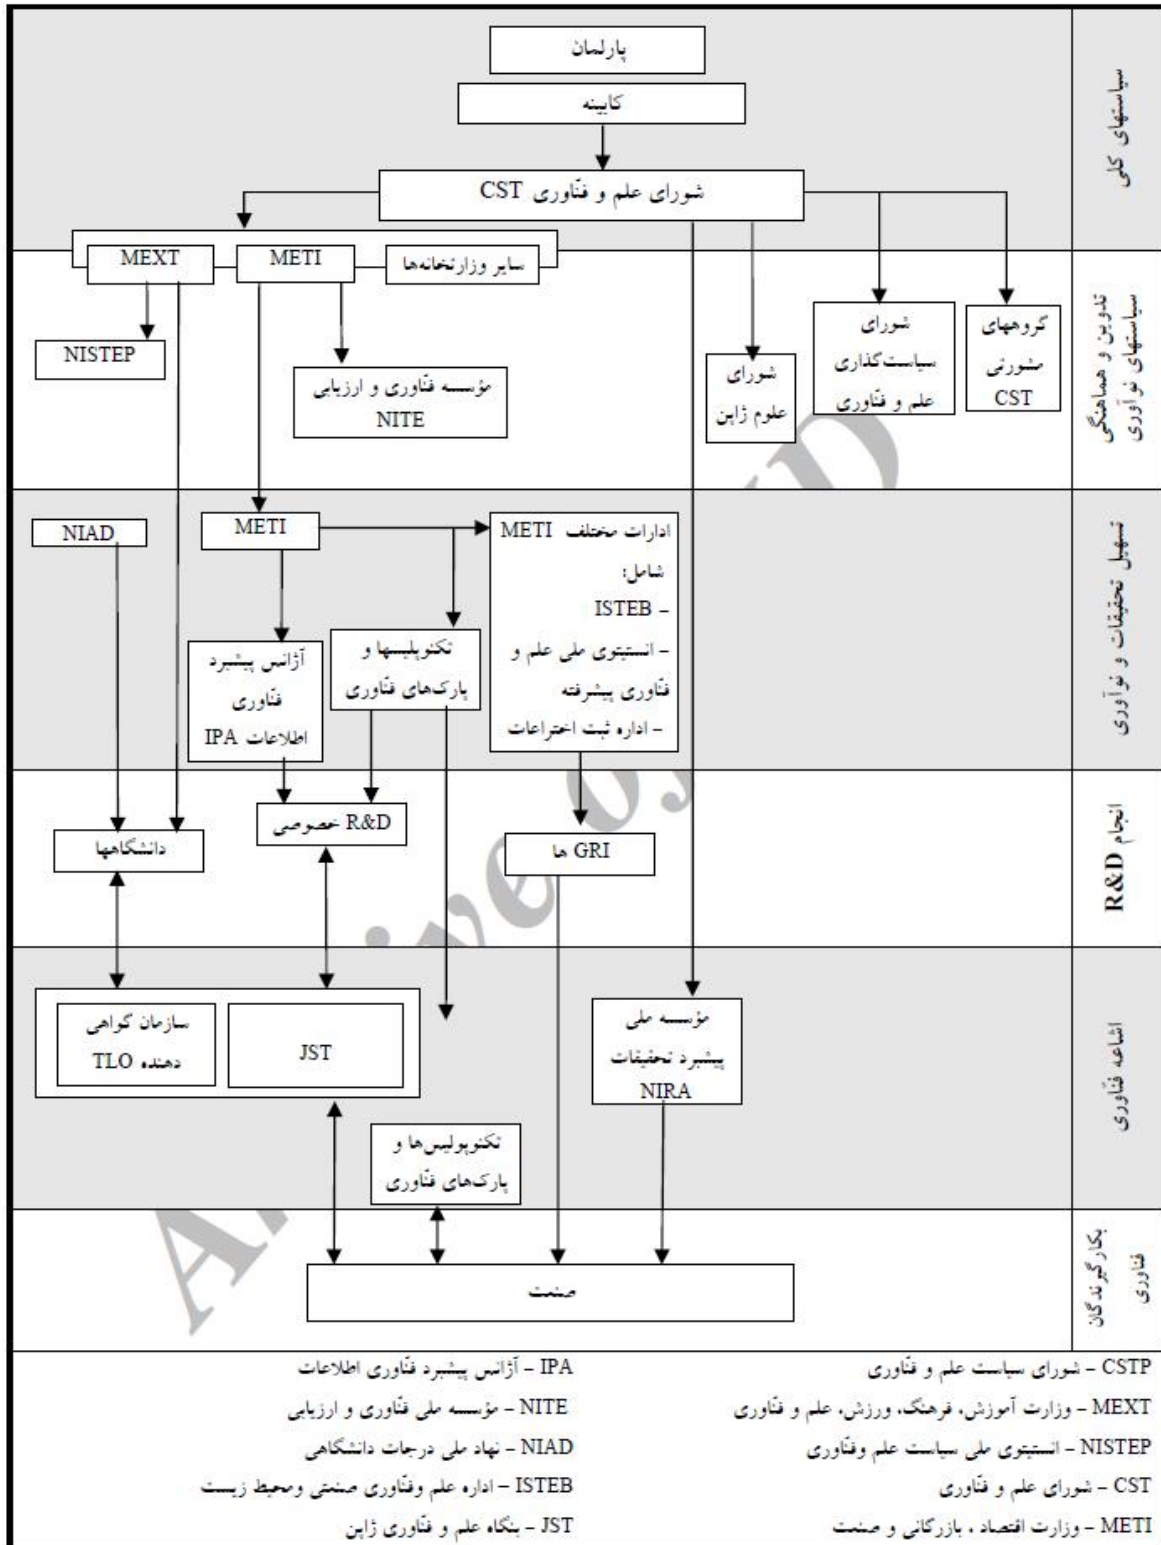 پارلمان
کابینه
سیاستهای کلی
شورای علم و فنّاوری CST
MEXT
METI
سایر وزارتخانه‌ها
تدوین و هماهنگی
سیاستهای نوآوری
NISTEP
مؤسسه فنّاوری و ارزیابی
NITE
شورای
علوم ژاپن
شورای
سیاست‌گذاری
علم و فنّاوری
گروههای
مشورتی
CST
تسهیل تحقیقات و نوآوری
NIAD
METI
ادارات مختلف METI
شامل:
- ISTEB
- انستیتوی ملی علم و
فنّاوری پیشرفته
- اداره ثبت اختراعات
آژانس پیشبرد
فنّاوری
اطلاعات IPA
تکنوپلیسها و
پارک‌های فنّاوری
انجام R&D
دانشگاهها
R&D خصوصی
GRI ها
اشاعه فنّاوری
سازمان گواهی
دهنده TLO
JST
مؤسسه ملی
پیشبرد تحقیقات
NIRA
تکنوپولیس‌ها و
پارک‌های فنّاوری
بکارگیرندگان
فناوری
صنعت
CSTP – شورای سیاست علم و فنّاوری
MEXT – وزارت آموزش، فرهنگ، ورزش، علم و فنّاوری
NISTEP – انستیتوی ملی سیاست علم وفنّاوری
CST – شورای علم و فنّاوری
METI – وزارت اقتصاد ، بازرگانی و صنعت
IPA – آژانس پیشبرد فنّاوری اطلاعات
NITE – مؤسسه ملی فنّاوری و ارزیابی
NIAD – نهاد ملی درجات دانشگاهی
ISTEB – اداره علم وفنّاوری صنعتی ومحیط زیست
JST – بنگاه علم و فنّاوری ژاپن